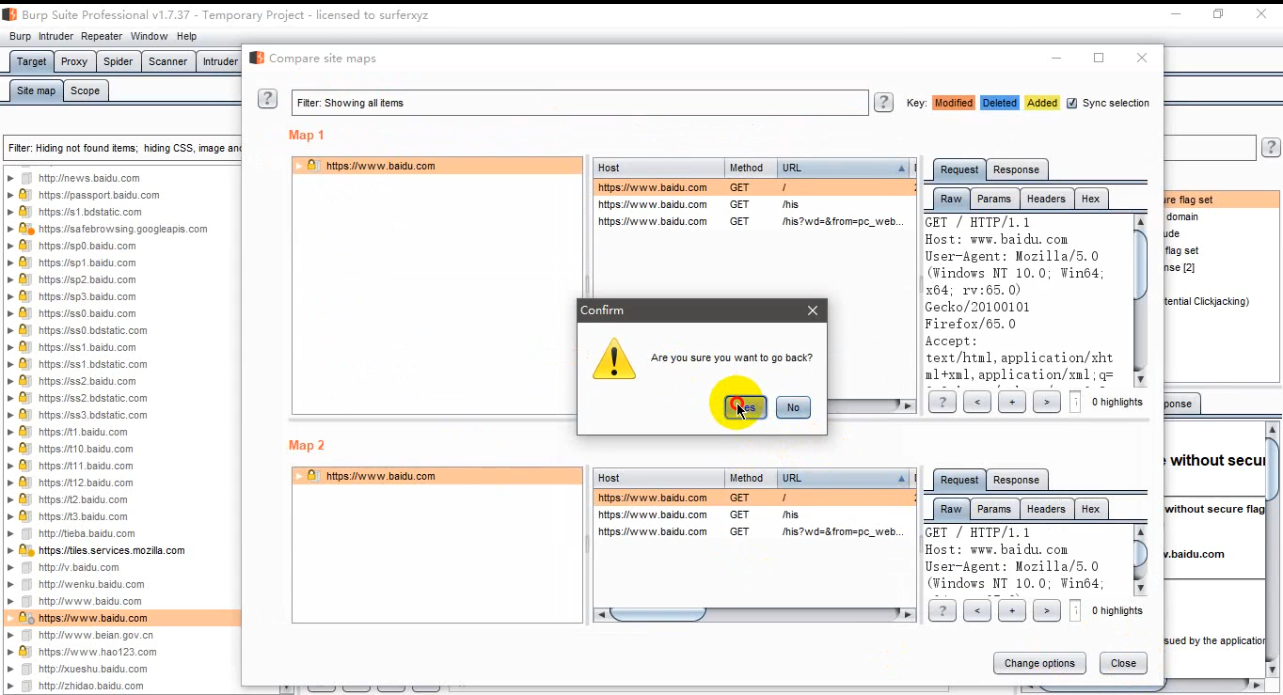 Burp Suite Professional v1.7.37 - Temporary Project - licensed to surferxyz
Burp Intruder Repeater Window Help
Target Proxy Spider Scanner Intruder
Site map Scope
Filter: Hiding not found items; hiding CSS, image and
http://news.baidu.com
https://passport.baidu.com
https://s1.bdstatic.com
https://safebrowsing.googleapis.com
https://sp0.baidu.com
https://sp1.baidu.com
https://sp2.baidu.com
https://sp3.baidu.com
https://ss0.baidu.com
https://ss0.bdstatic.com
https://ss1.baidu.com
https://ss1.bdstatic.com
https://ss2.baidu.com
https://ss2.bdstatic.com
https://ss3.bdstatic.com
https://t1.baidu.com
https://t10.baidu.com
https://t11.baidu.com
https://t12.baidu.com
https://t2.baidu.com
https://t3.baidu.com
http://tieba.baidu.com
https://tiles.services.mozilla.com
http://v.baidu.com
http://wenku.baidu.com
http://www.baidu.com
https://www.baidu.com
http://www.beian.gov.cn
https://www.hao123.com
http://xueshu.baidu.com
http://zhidao.baidu.com
Compare site maps
? Filter: Showing all items ? Key: Modified Deleted Added Sync selection
Map 1
https://www.baidu.com
Host Method URL
https://www.baidu.com GET /
https://www.baidu.com GET /his
https://www.baidu.com GET /his?wd=&from=pc_web...
Request Response
Raw Params Headers Hex
GET / HTTP/1.1
Host: www.baidu.com
User-Agent: Mozilla/5.0
(Windows NT 10.0; Win64;
x64; rv:65.0)
Gecko/20100101
Firefox/65.0
Accept:
text/html,application/xht
ml+xml,application/xml;q=
? < + > 0 highlights
Confirm
Are you sure you want to go back?
No
Map 2
https://www.baidu.com
Host Method URL
https://www.baidu.com GET /
https://www.baidu.com GET /his
https://www.baidu.com GET /his?wd=&from=pc_web...
Request Response
Raw Params Headers Hex
GET / HTTP/1.1
Host: www.baidu.com
User-Agent: Mozilla/5.0
(Windows NT 10.0; Win64;
? < + > 0 highlights
Change options Close
?
flag set
domain
flag set
[2]
Clickjacking)
without
without secure flag
.baidu.com
by the application